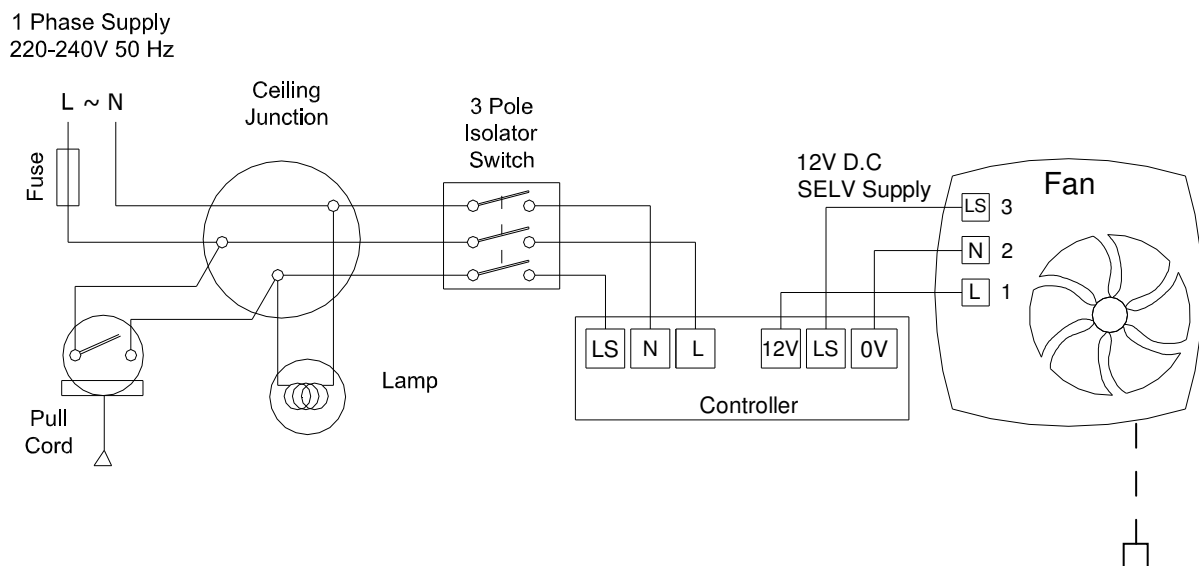 1 Phase Supply
220-240V 50 Hz
L ~ N
Fuse
Ceiling
Junction
3 Pole
Isolator
Switch
12V D.C
SELV Supply
Fan
LS 3
N 2
L 1
LS N L 12V LS 0V
Controller
Lamp
Pull
Cord